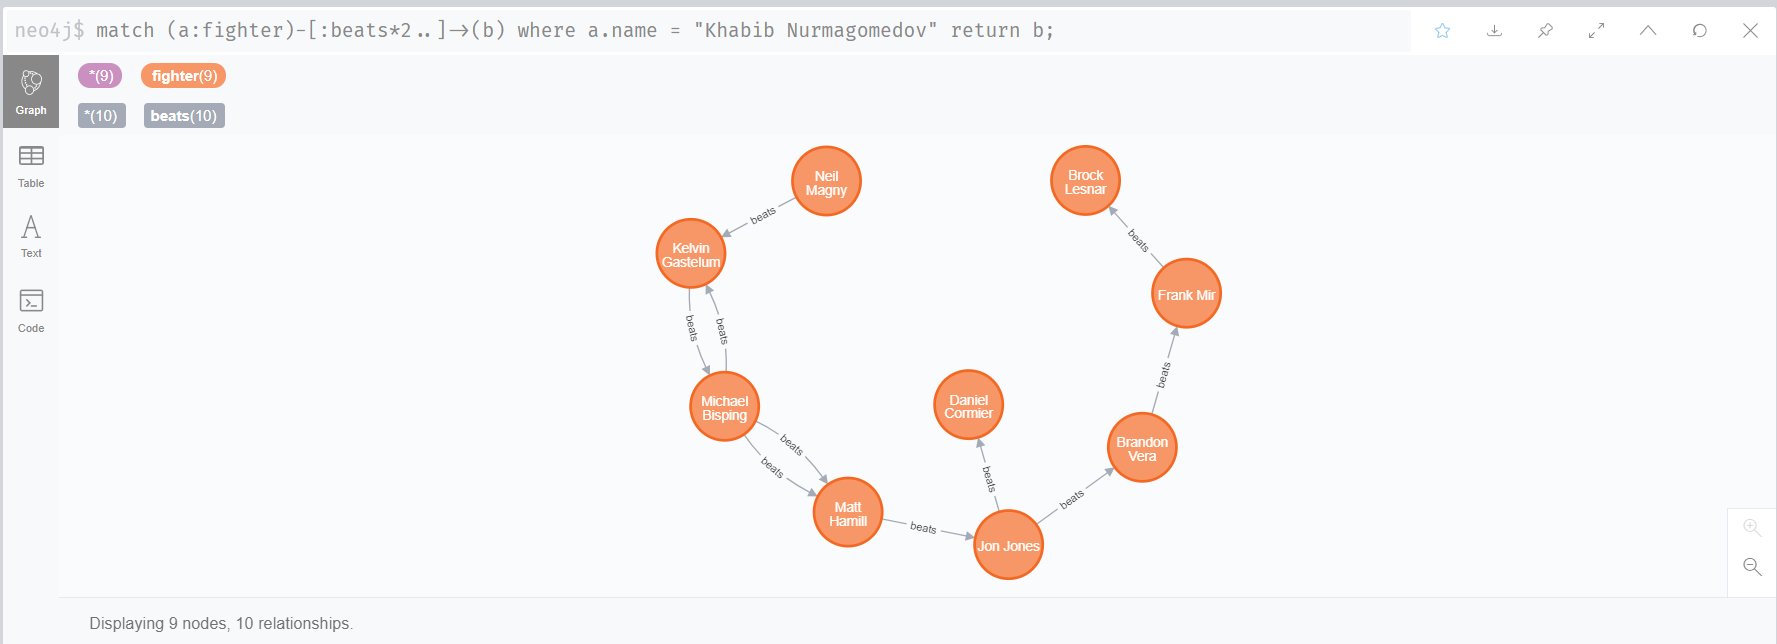 neo4j$ match (a:fighter)-[:beats*2..]->(b) where a.name = "Khabib Nurmagomedov" return b;
*(9) fighter(9)
*(10) beats(10)
Graph
Table
Text
Code
Neil
Magny
beats
Kelvin
Gastelum
beats
beats
Michael
Bisping
beats
beats
Matt
Hamill
beats
Jon Jones
beats
Daniel
Cormier
beats
Brandon
Vera
beats
Frank Mir
beats
Brock
Lesnar
Displaying 9 nodes, 10 relationships.